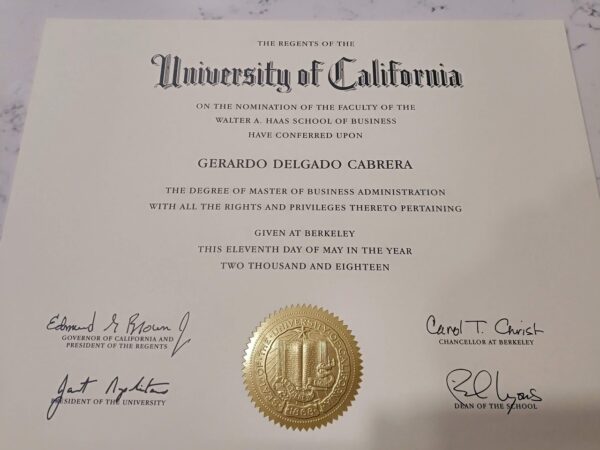 THE REGENTS OF THE
University of California
ON THE NOMINATION OF THE FACULTY OF THE
WALTER A. HAAS SCHOOL OF BUSINESS
HAVE CONFERRED UPON
GERARDO DELGADO CABRERA
THE DEGREE OF MASTER OF BUSINESS ADMINISTRATION
WITH ALL THE RIGHTS AND PRIVILEGES THERETO PERTAINING
GIVEN AT BERKELEY
THIS ELEVENTH DAY OF MAY IN THE YEAR
TWO THOUSAND AND EIGHTEEN
Edmund G Brown Jr
GOVERNOR OF CALIFORNIA AND
PRESIDENT OF THE REGENTS
PRESIDENT OF THE UNIVERSITY
Carol T. Christ
CHANCELLOR AT BERKELEY
DEAN OF THE SCHOOL